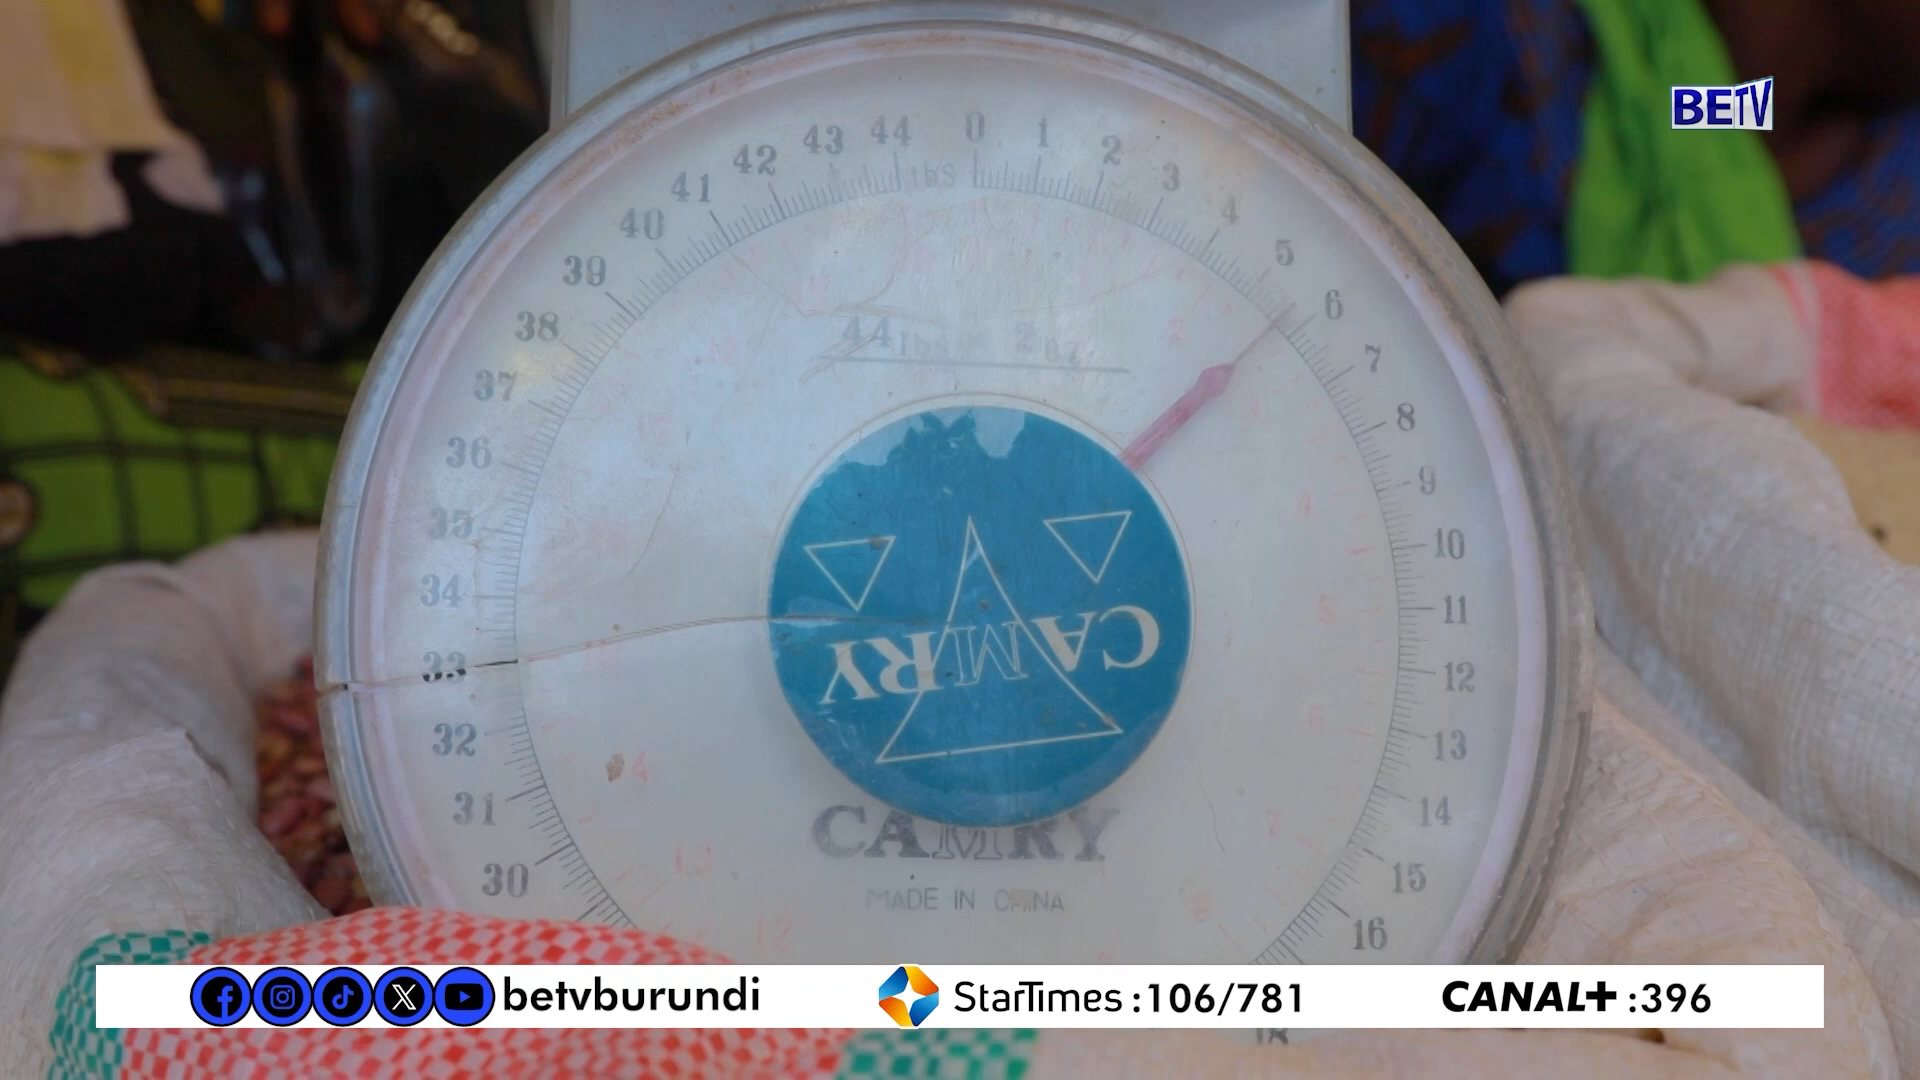 BETV
0 1 2 3 4 5 6 7 8 9 10 11 12 13 14 15 16 18
30 31 32 33 34 35 36 37 38 39 40 41 42 43 44
lbs
44 lbs
CAMRY
CAMRY
MADE IN CHINA
betvburundi
StarTimes :106/781
CANAL+ :396